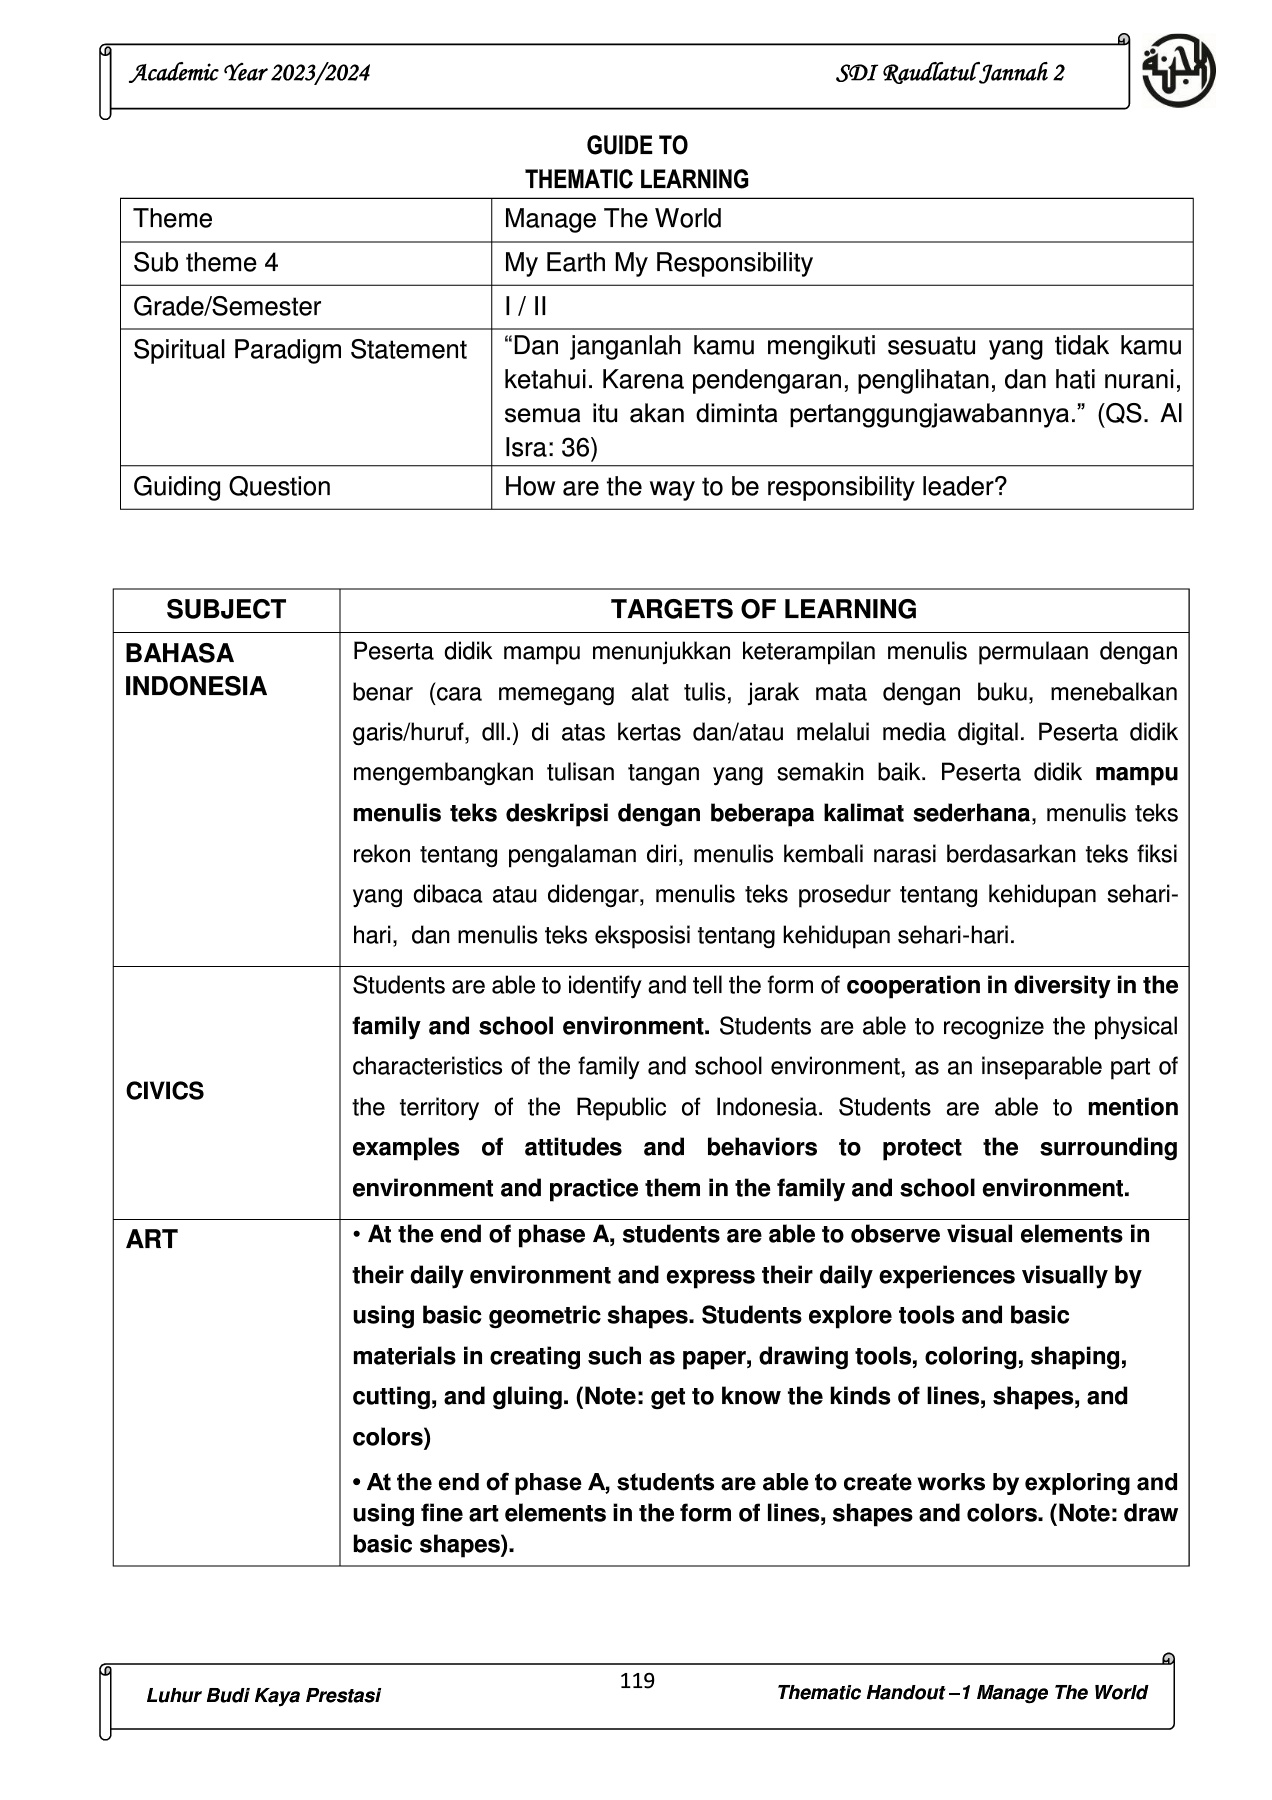 Academic Year 2023/2024 SDI Raudlatul Jannah 2
GUIDE TO
THEMATIC LEARNING
Theme Manage The World
Sub theme 4 My Earth My Responsibility
Grade/Semester I / II
Spiritual Paradigm Statement “Dan janganlah kamu mengikuti sesuatu yang tidak kamu
ketahui. Karena pendengaran, penglihatan, dan hati nurani,
semua itu akan diminta pertanggungjawabannya.” (QS. Al
Isra: 36)
Guiding Question How are the way to be responsibility leader?
SUBJECT TARGETS OF LEARNING
BAHASA
INDONESIA
Peserta didik mampu menunjukkan keterampilan menulis permulaan dengan
benar (cara memegang alat tulis, jarak mata dengan buku, menebalkan
garis/huruf, dll.) di atas kertas dan/atau melalui media digital. Peserta didik
mengembangkan tulisan tangan yang semakin baik. Peserta didik mampu
menulis teks deskripsi dengan beberapa kalimat sederhana, menulis teks
rekon tentang pengalaman diri, menulis kembali narasi berdasarkan teks fiksi
yang dibaca atau didengar, menulis teks prosedur tentang kehidupan sehari-
hari, dan menulis teks eksposisi tentang kehidupan sehari-hari.
CIVICS
Students are able to identify and tell the form of cooperation in diversity in the
family and school environment. Students are able to recognize the physical
characteristics of the family and school environment, as an inseparable part of
the territory of the Republic of Indonesia. Students are able to mention
examples of attitudes and behaviors to protect the surrounding
environment and practice them in the family and school environment.
ART
• At the end of phase A, students are able to observe visual elements in
their daily environment and express their daily experiences visually by
using basic geometric shapes. Students explore tools and basic
materials in creating such as paper, drawing tools, coloring, shaping,
cutting, and gluing. (Note: get to know the kinds of lines, shapes, and
colors)
• At the end of phase A, students are able to create works by exploring and
using fine art elements in the form of lines, shapes and colors. (Note: draw
basic shapes).
Luhur Budi Kaya Prestasi 119 Thematic Handout –1 Manage The World